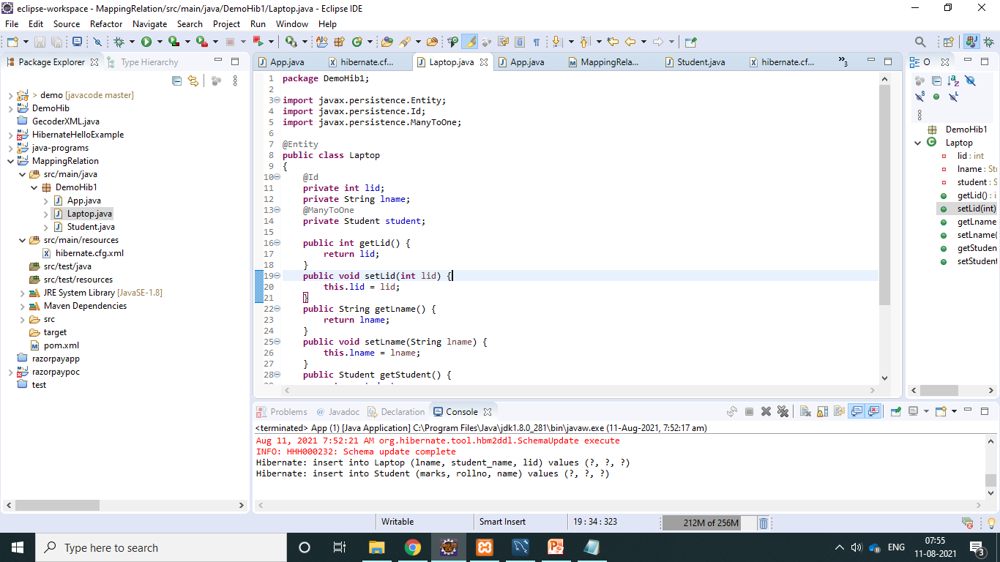 eclipse-workspace - MappingRelation/src/main/java/DemoHib1/Laptop.java - Eclipse IDE
File Edit Source Refactor Navigate Search Project Run Window Help
Package Explorer
Type Hierarchy
> demo [javacode master]
DemoHib
GecoderXML.java
HibernateHelloExample
java-programs
MappingRelation
src/main/java
DemoHib1
App.java
Laptop.java
Student.java
src/main/resources
hibernate.cfg.xml
src/test/java
src/test/resources
JRE System Library [JavaSE-1.8]
Maven Dependencies
src
target
pom.xml
razorpayapp
razorpaypoc
test
App.java hibernate.cf... Laptop.java App.java MappingRela... Student.java hibernate.cf... »3
1 package DemoHib1;
2
3 import javax.persistence.Entity;
4 import javax.persistence.Id;
5 import javax.persistence.ManyToOne;
6
7 @Entity
8 public class Laptop
9 {
10 @Id
11 private int lid;
12 private String lname;
13 @ManyToOne
14 private Student student;
15
16 public int getLid() {
17 return lid;
18 }
19 public void setLid(int lid) {
20 this.lid = lid;
21 }
22 public String getLname() {
23 return lname;
24 }
25 public void setLname(String lname) {
26 this.lname = lname;
27 }
28 public Student getStudent() {
O
DemoHib1
Laptop
lid : int
lname : Str
student : S
getLid() : i
setLid(int)
getLname
setLname(
getStuden
setStudent
Problems @ Javadoc Declaration Console
<terminated> App (1) [Java Application] C:\Program Files\Java\jdk1.8.0_281\bin\javaw.exe (11-Aug-2021, 7:52:17 am)
Aug 11, 2021 7:52:21 AM org.hibernate.tool.hbm2ddl.SchemaUpdate execute
INFO: HHH000232: Schema update complete
Hibernate: insert into Laptop (lname, student_name, lid) values (?, ?, ?)
Hibernate: insert into Student (marks, rollno, name) values (?, ?, ?)
Writable Smart Insert 19 : 34 : 323 212M of 256M
Type here to search
ENG
07:55
11-08-2021
3